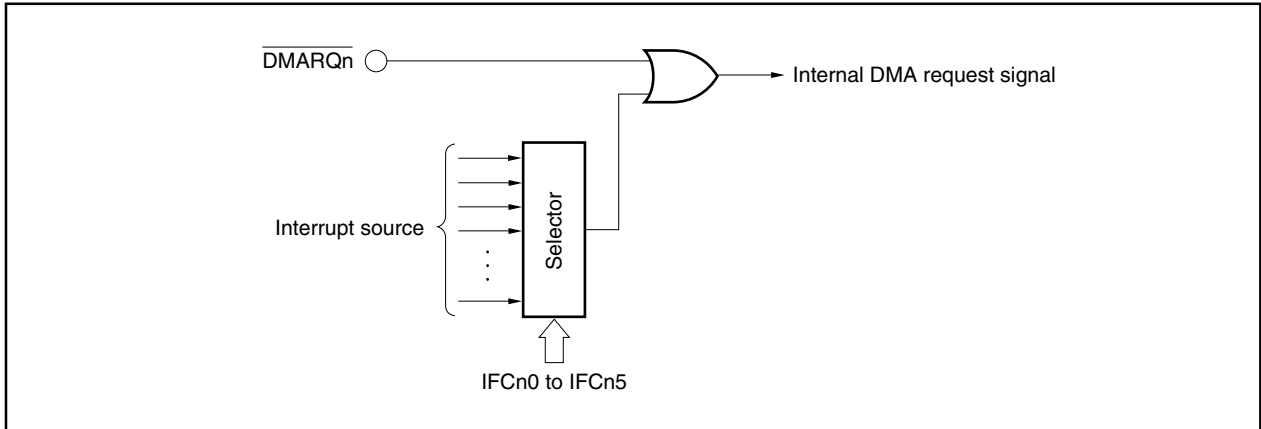 DMARQn
Internal DMA request signal
Interrupt source
Selector
IFCn0 to IFCn5